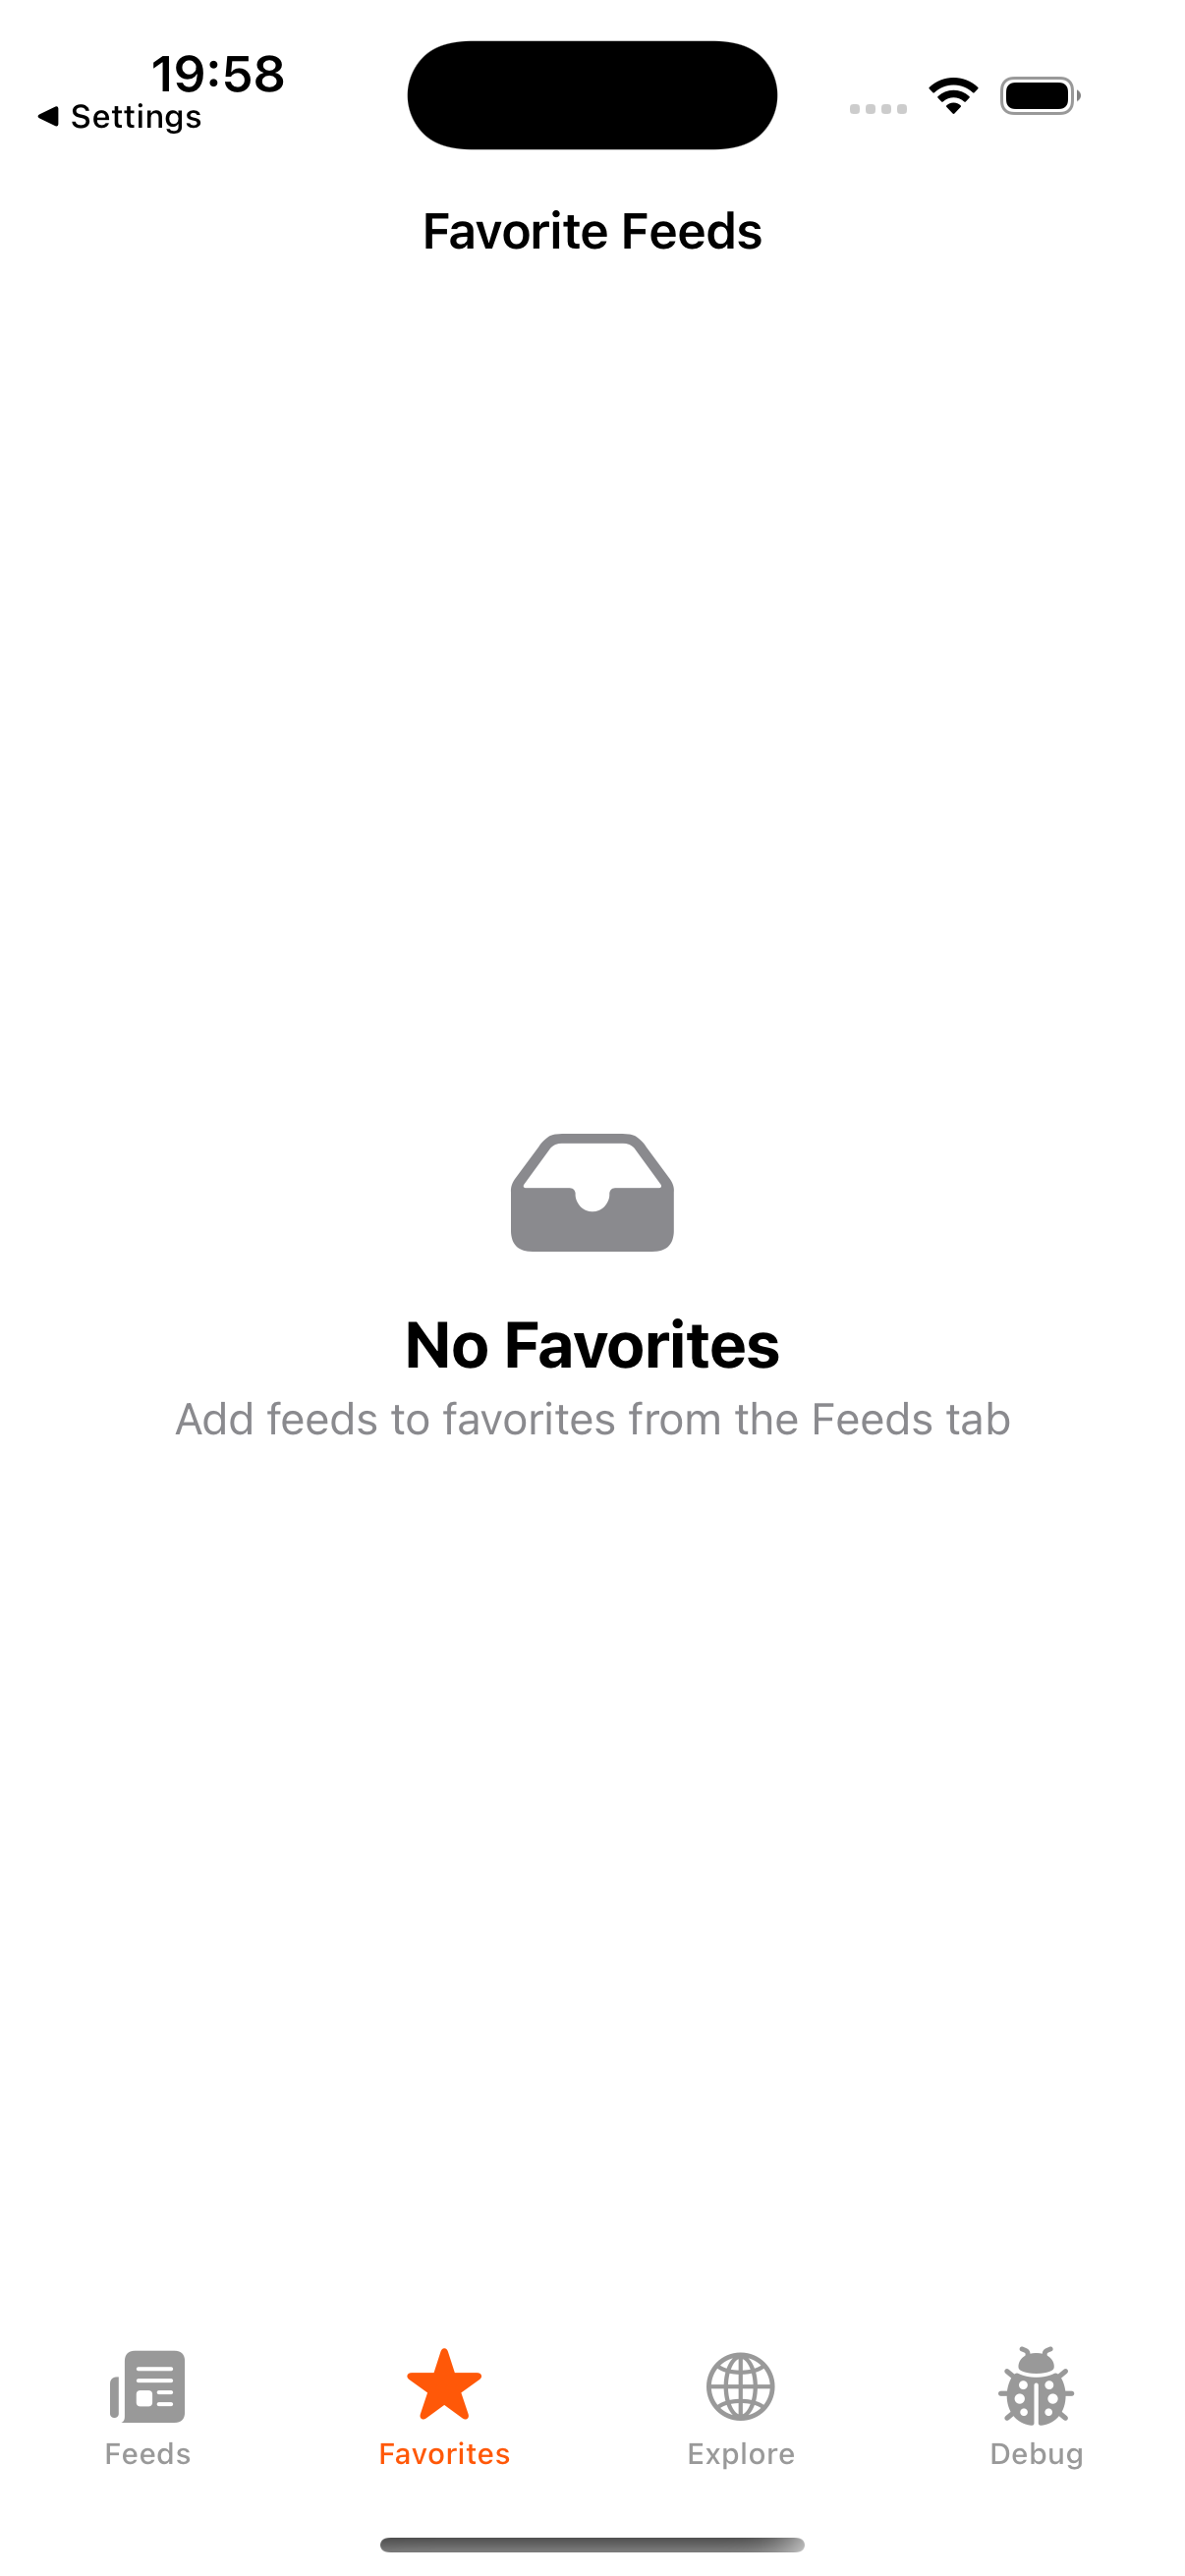 19:58
◀ Settings
Favorite Feeds
No Favorites
Add feeds to favorites from the Feeds tab
Feeds
Favorites
Explore
Debug